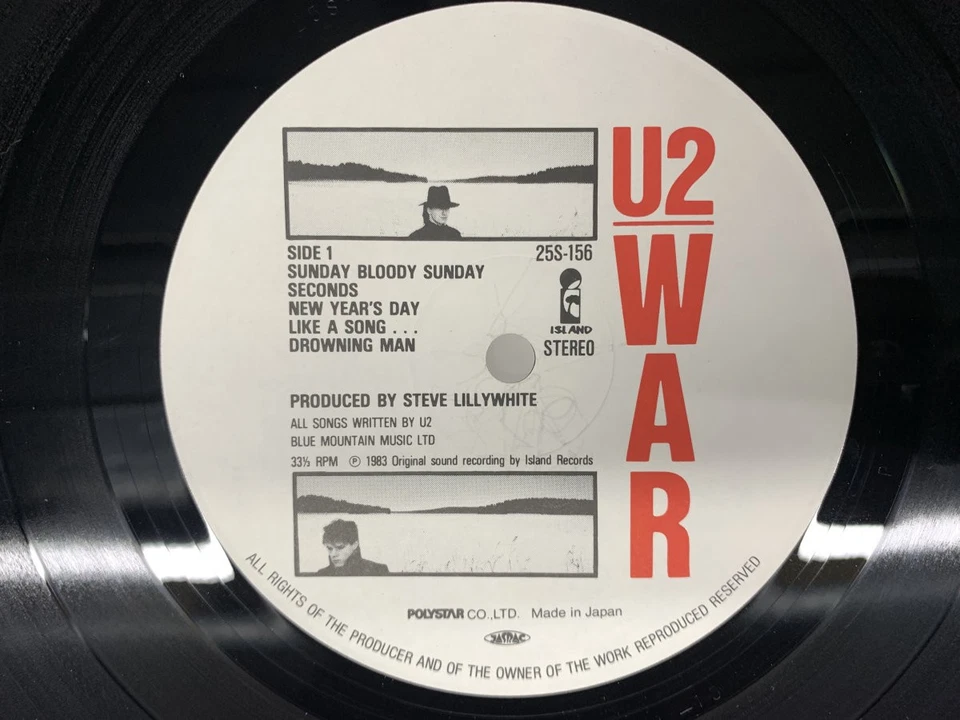 U2
WAR
SIDE 1
25S-156
SUNDAY BLOODY SUNDAY
SECONDS
NEW YEAR'S DAY
LIKE A SONG . . .
DROWNING MAN
ISLAND
STEREO
PRODUCED BY STEVE LILLYWHITE
ALL SONGS WRITTEN BY U2
BLUE MOUNTAIN MUSIC LTD
33⅓ RPM ℗ 1983 Original sound recording by Island Records
POLYSTAR CO.,LTD. Made in Japan
JASRAC
ALL RIGHTS OF THE PRODUCER AND OF THE OWNER OF THE WORK REPRODUCED RESERVED